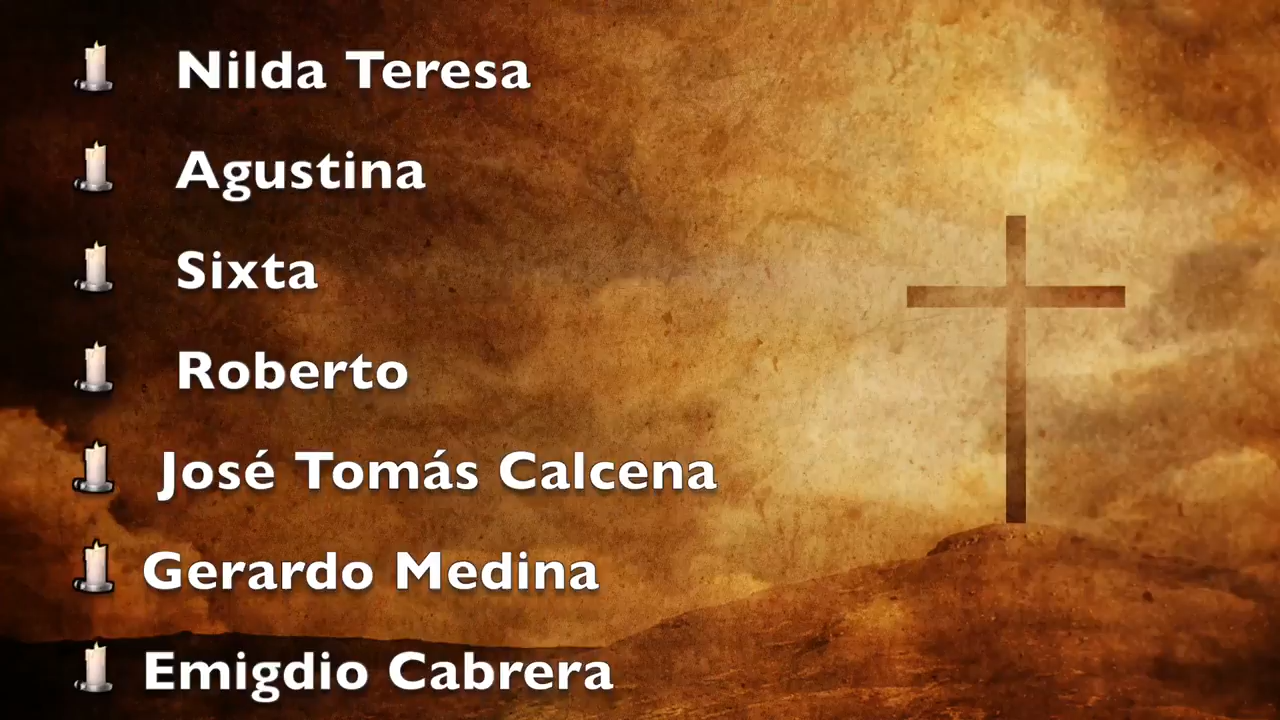 Nilda Teresa
Agustina
Sixta
Roberto
José Tomás Calcena
Gerardo Medina
Emigdio Cabrera